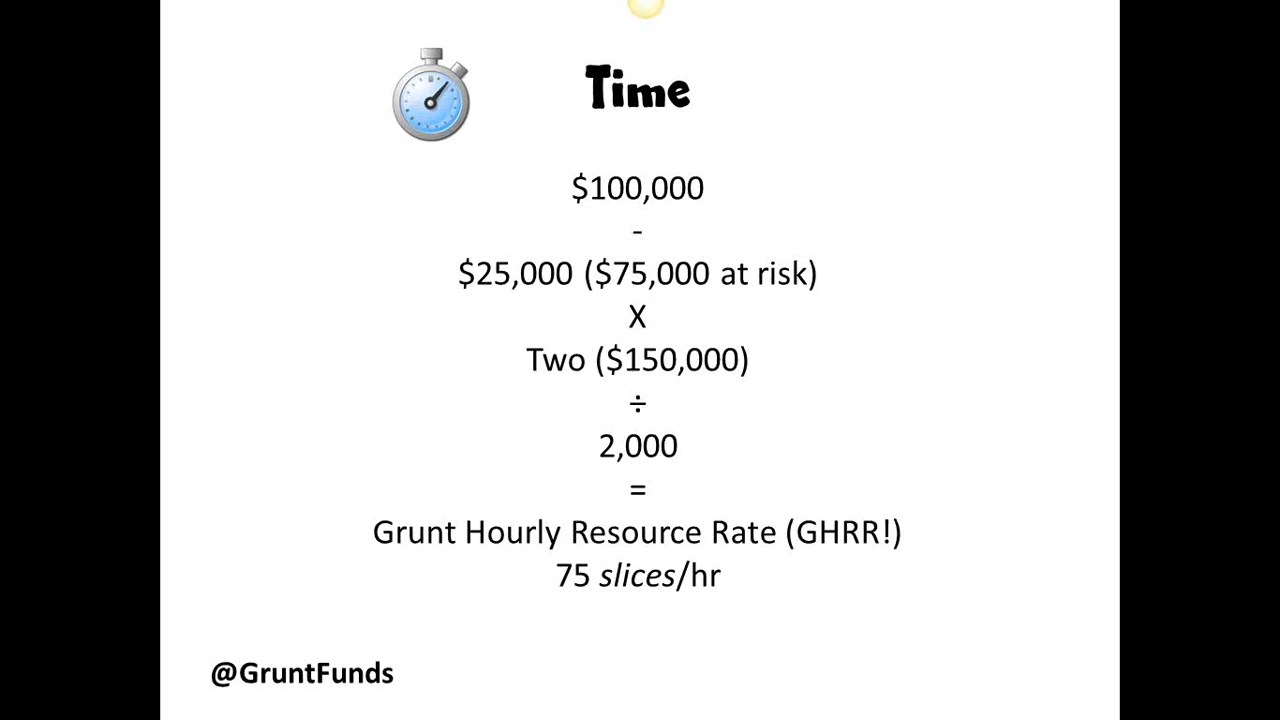 Time
$100,000
-
$25,000 ($75,000 at risk)
X
Two ($150,000)
÷
2,000
=
Grunt Hourly Resource Rate (GHRR!)
75 slices/hr
@GruntFunds